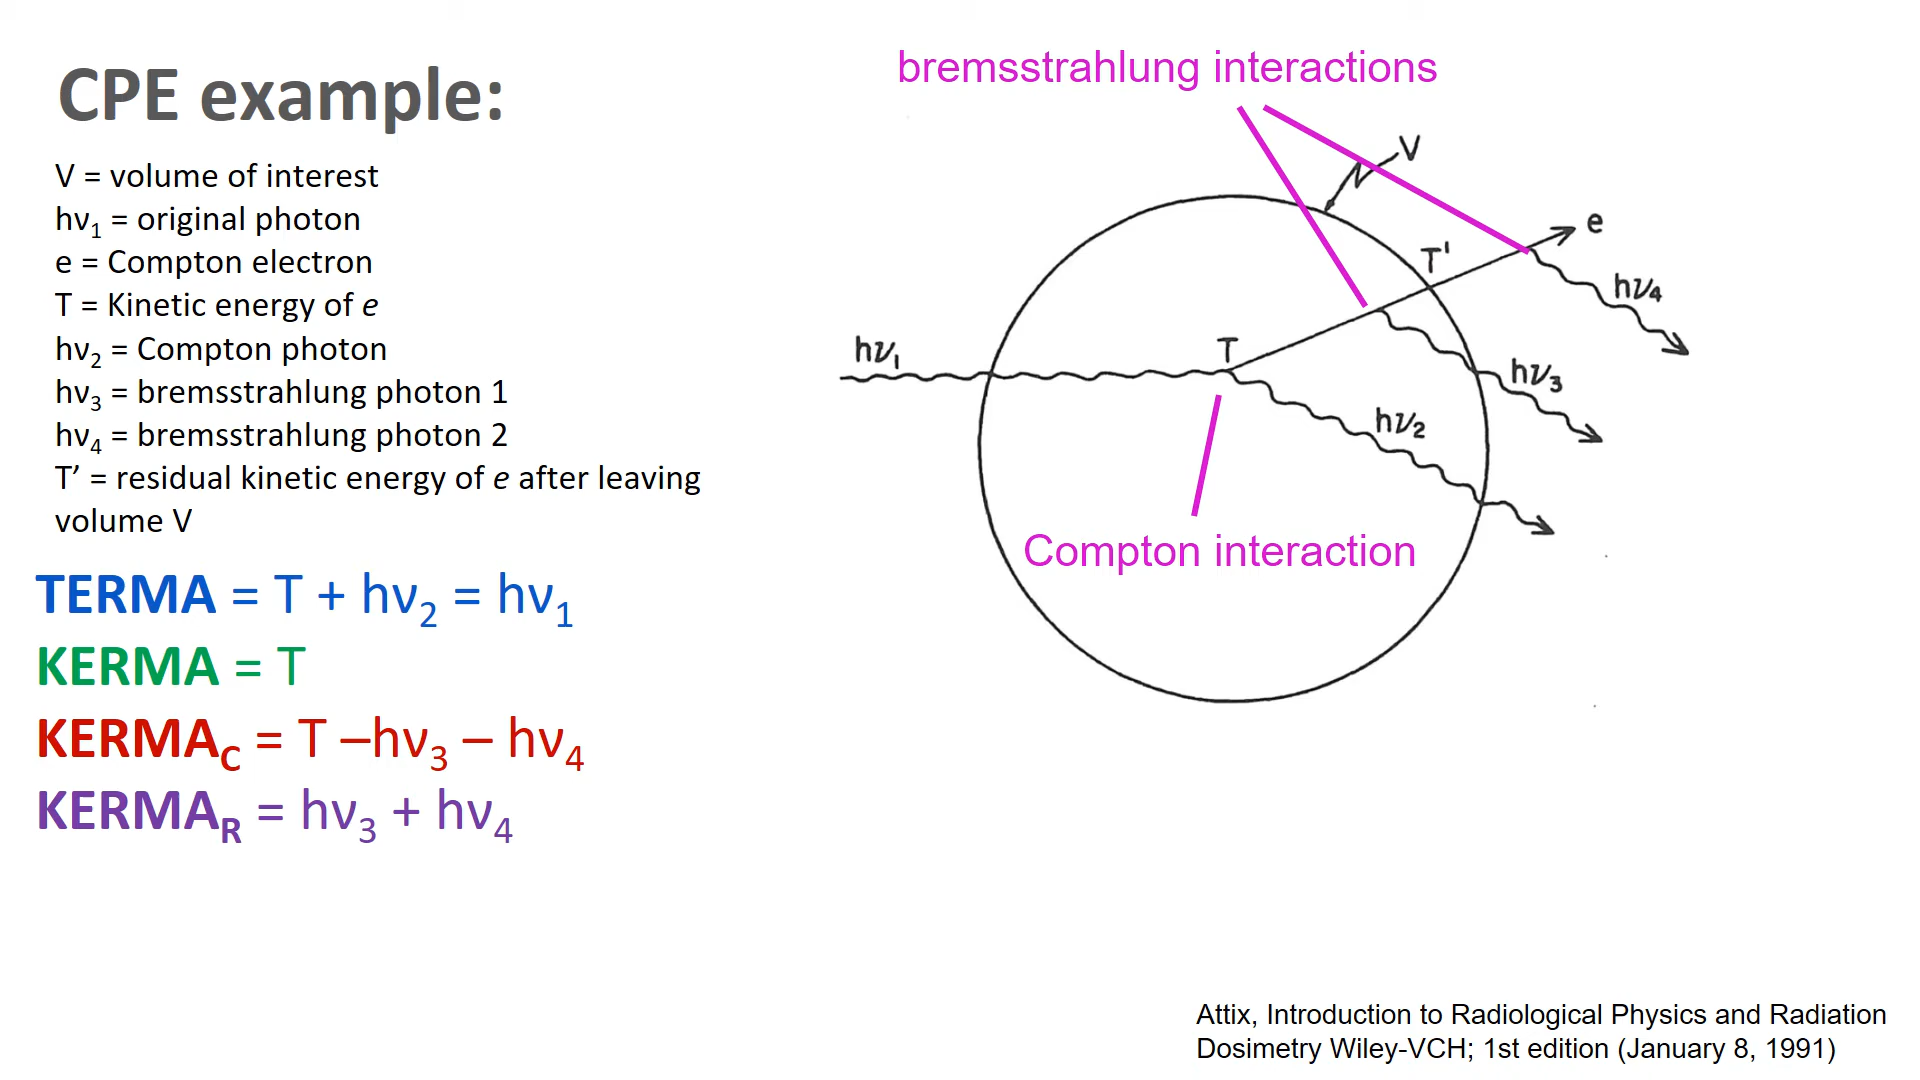 CPE example:
V = volume of interest
hν₁ = original photon
e = Compton electron
T = Kinetic energy of e
hν₂ = Compton photon
hν₃ = bremsstrahlung photon 1
hν₄ = bremsstrahlung photon 2
T’ = residual kinetic energy of e after leaving
volume V
TERMA = T + hν₂ = hν₁
KERMA = T
KERMA_C = T –hν₃ – hν₄
KERMA_R = hν₃ + hν₄
bremsstrahlung interactions
V
e
T'
hν₄
hν₁
T
hν₃
hν₂
Compton interaction
Attix, Introduction to Radiological Physics and Radiation
Dosimetry Wiley-VCH; 1st edition (January 8, 1991)